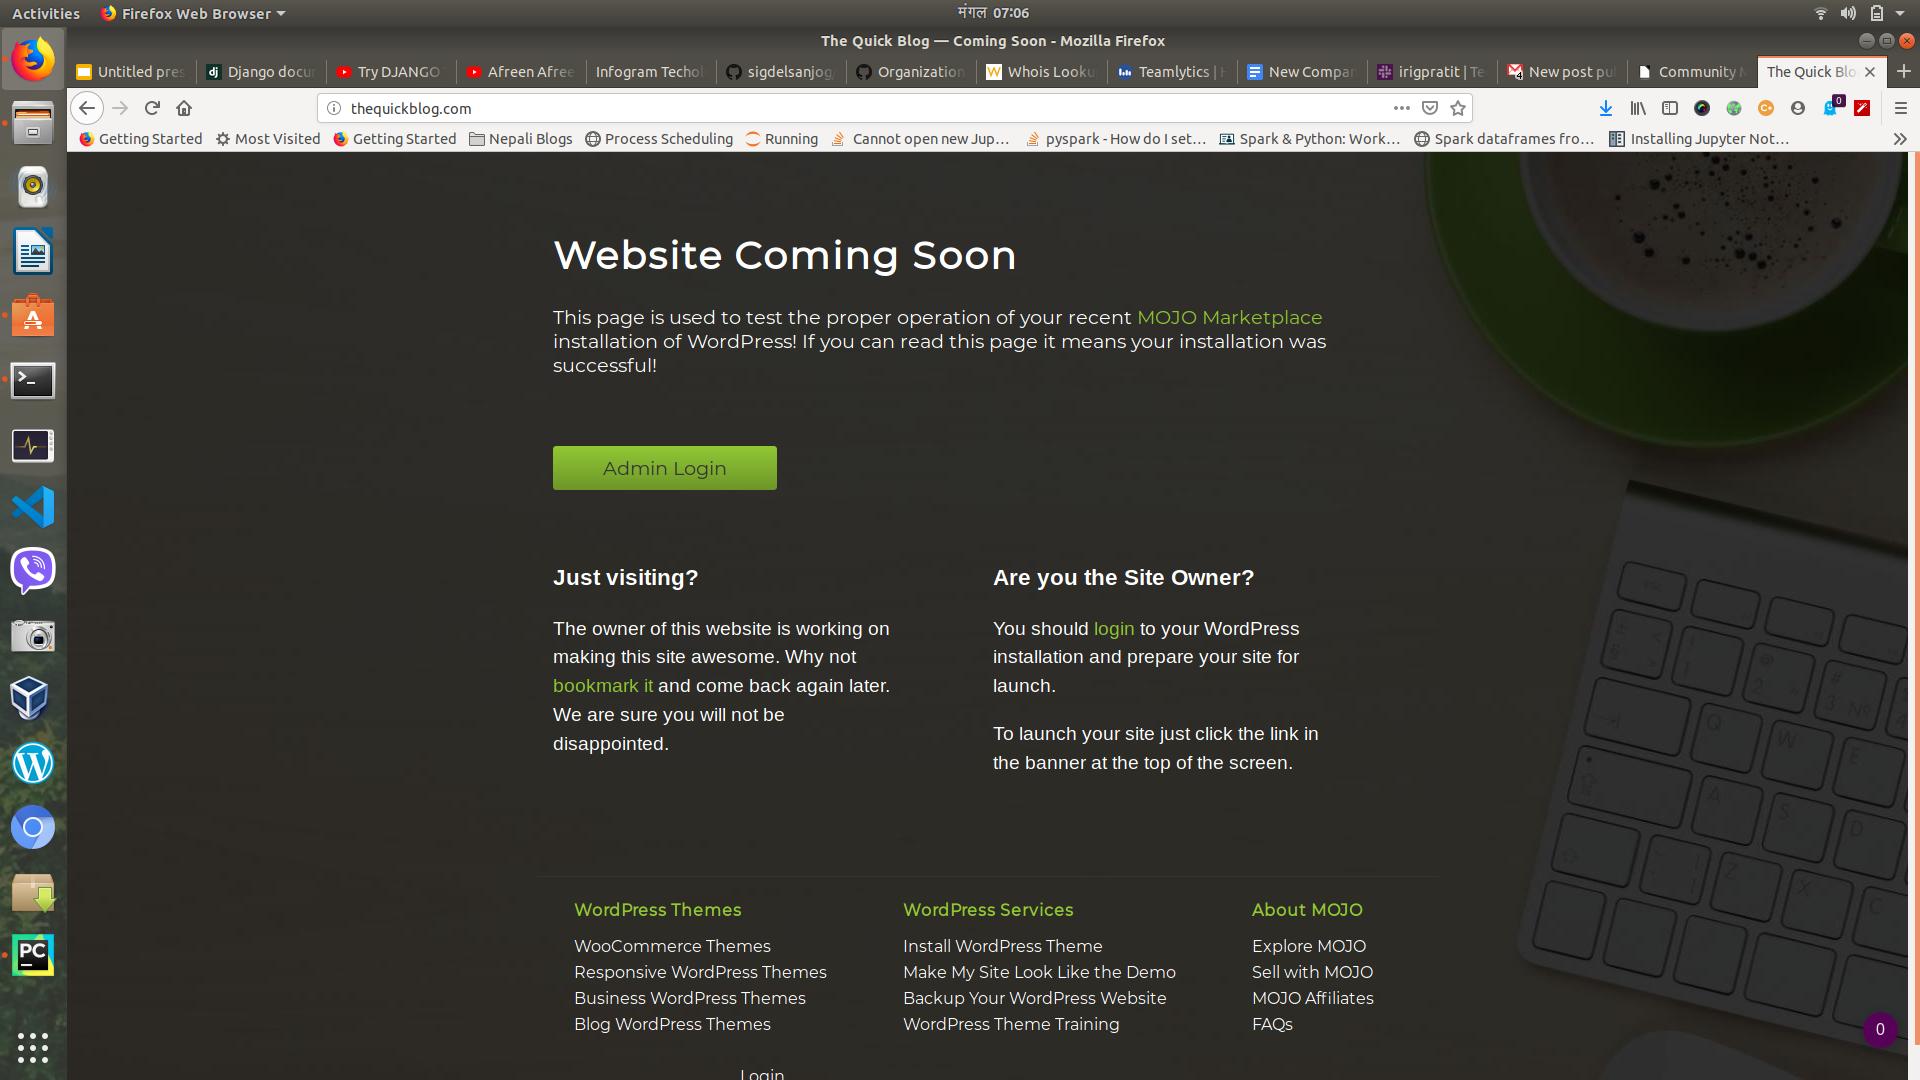 Activities Firefox Web Browser मंगल 07:06
The Quick Blog — Coming Soon - Mozilla Firefox
Untitled pres Django docur Try DJANGO Afreen Afree Infogram Techol sigdelsanjog Organization Whois Looku Teamlytics | New Compar irigpratit | Te New post pu Community The Quick Blo
thequickblog.com
0
Getting Started Most Visited Getting Started Nepali Blogs Process Scheduling Running Cannot open new Jup… pyspark - How do I set… Spark & Python: Work… Spark dataframes fro… Installing Jupyter Not…
Website Coming Soon
This page is used to test the proper operation of your recent MOJO Marketplace
installation of WordPress! If you can read this page it means your installation was
successful!
Admin Login
Just visiting?
The owner of this website is working on
making this site awesome. Why not
bookmark it and come back again later.
We are sure you will not be
disappointed.
Are you the Site Owner?
You should login to your WordPress
installation and prepare your site for
launch.
To launch your site just click the link in
the banner at the top of the screen.
WordPress Themes
WooCommerce Themes
Responsive WordPress Themes
Business WordPress Themes
Blog WordPress Themes
WordPress Services
Install WordPress Theme
Make My Site Look Like the Demo
Backup Your WordPress Website
WordPress Theme Training
About MOJO
Explore MOJO
Sell with MOJO
MOJO Affiliates
FAQs
Login
0
PC